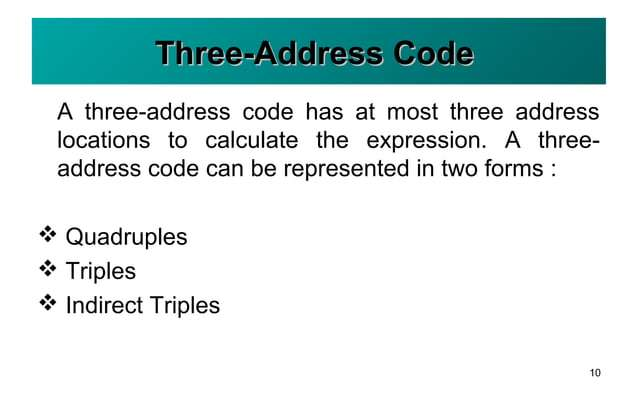 Three-Address Code
A three-address code has at most three address
locations to calculate the expression. A three-
address code can be represented in two forms :
❖ Quadruples
❖ Triples
❖ Indirect Triples
10